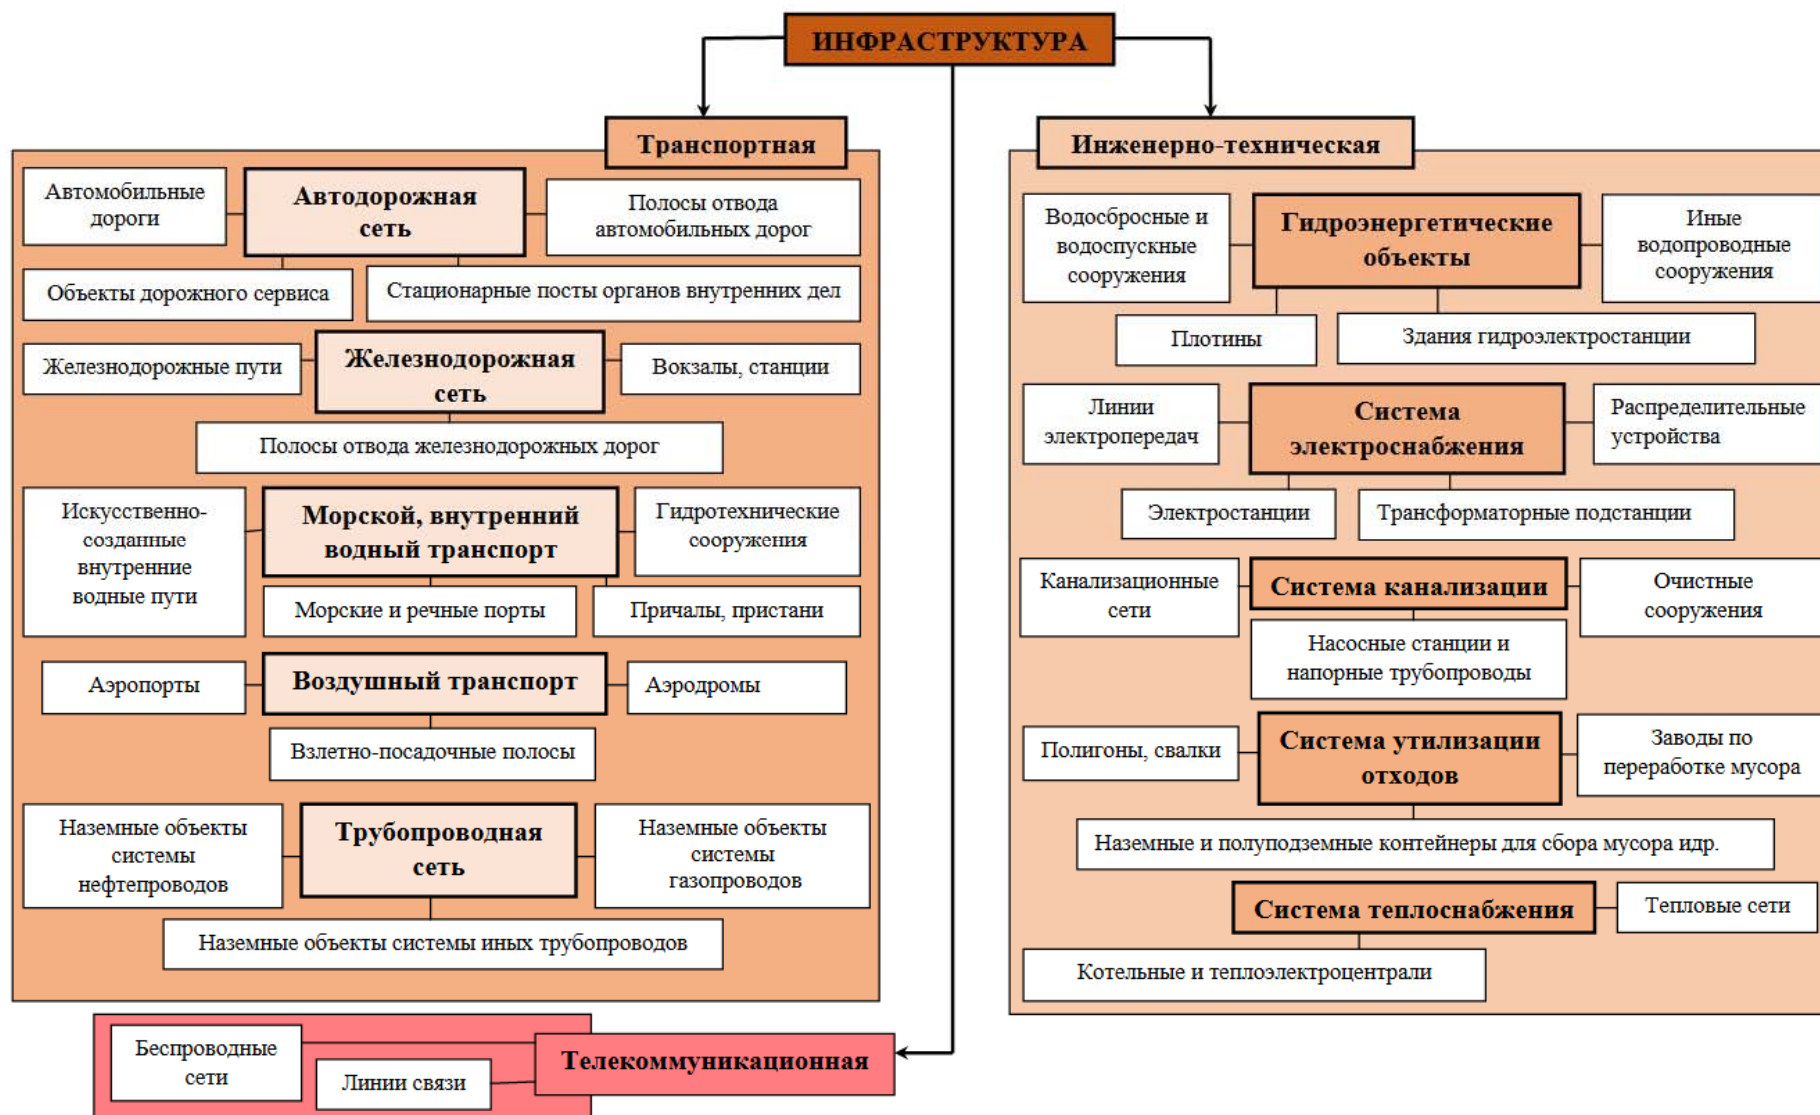 ИНФРАСТРУКТУРА
Транспортная
Автомобильные
дороги
Автодорожная
сеть
Полосы отвода
автомобильных дорог
Объекты дорожного сервиса
Стационарные посты органов внутренних дел
Железнодорожные пути
Железнодорожная
сеть
Вокзалы, станции
Полосы отвода железнодорожных дорог
Искусственно-
созданные
внутренние
водные пути
Морской, внутренний
водный транспорт
Гидротехнические
сооружения
Морские и речные порты
Причалы, пристани
Аэропорты
Воздушный транспорт
Аэродромы
Взлетно-посадочные полосы
Наземные объекты
системы
нефтепроводов
Трубопроводная
сеть
Наземные объекты
системы
газопроводов
Наземные объекты системы иных трубопроводов
Инженерно-техническая
Водосбросные и
водоспускные
сооружения
Гидроэнергетические
объекты
Иные
водопроводные
сооружения
Плотины
Здания гидроэлектростанции
Линии
электропередач
Система
электроснабжения
Распределительные
устройства
Электростанции
Трансформаторные подстанции
Канализационные
сети
Система канализации
Очистные
сооружения
Насосные станции и
напорные трубопроводы
Полигоны, свалки
Система утилизации
отходов
Заводы по
переработке мусора
Наземные и полуподземные контейнеры для сбора мусора идр.
Система теплоснабжения
Тепловые сети
Котельные и теплоэлектроцентрали
Беспроводные
сети
Линии связи
Телекоммуникационная